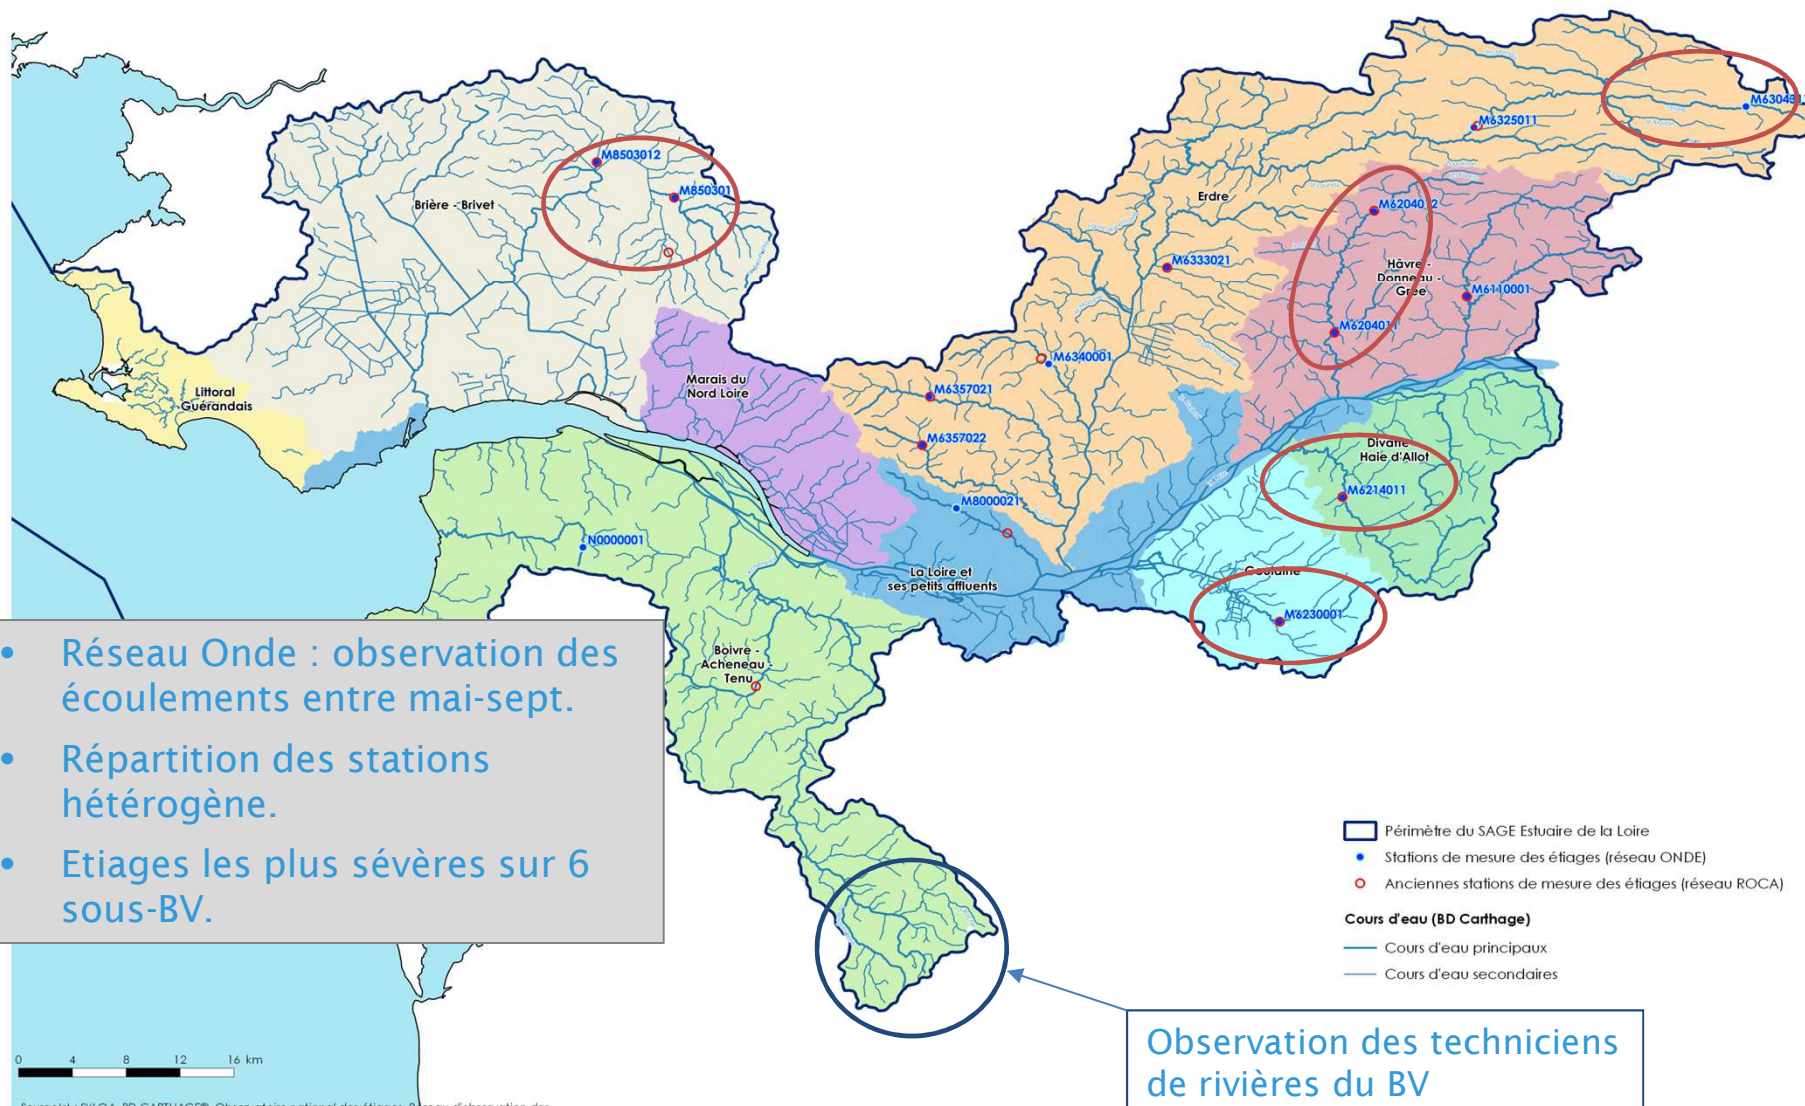 M8503012
M850301
Brière - Brivet
Littoral
Guérandais
Marais du
Nord Loire
Erdre
M630431
M6325011
M6204012
Hâvre -
Donneau -
Grée
M6333021
M6110001
M6204011
M6340001
M6357021
M6357022
Divatte
Haie d'Allot
M6214011
M8000021
N0000001
La Loire et
ses petits affluents
Goulaine
M6230001
Boivre -
Acheneau -
Tenu
• Réseau Onde : observation des
écoulements entre mai-sept.
• Répartition des stations
hétérogène.
• Etiages les plus sévères sur 6
sous-BV.
Périmètre du SAGE Estuaire de la Loire
Stations de mesure des étiages (réseau ONDE)
Anciennes stations de mesure des étiages (réseau ROCA)
Cours d'eau (BD Carthage)
Cours d'eau principaux
Cours d'eau secondaires
Observation des techniciens
de rivières du BV
0 4 8 12 16 km